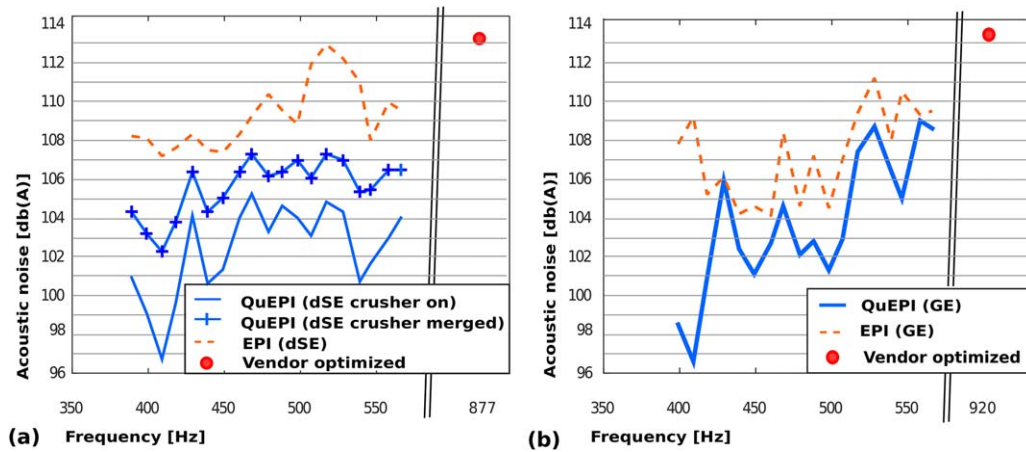 114
112
110
108
106
104
102
100
98
96
Acoustic noise [db(A)]
350
400
450
500
550
877
QuEPI (dSE crusher on)
QuEPI (dSE crusher merged)
EPI (dSE)
Vendor optimized
(a)
Frequency [Hz]
114
112
110
108
106
104
102
100
98
96
Acoustic noise [db(A)]
350
400
450
500
550
920
QuEPI (GE)
EPI (GE)
Vendor optimized
(b)
Frequency [Hz]